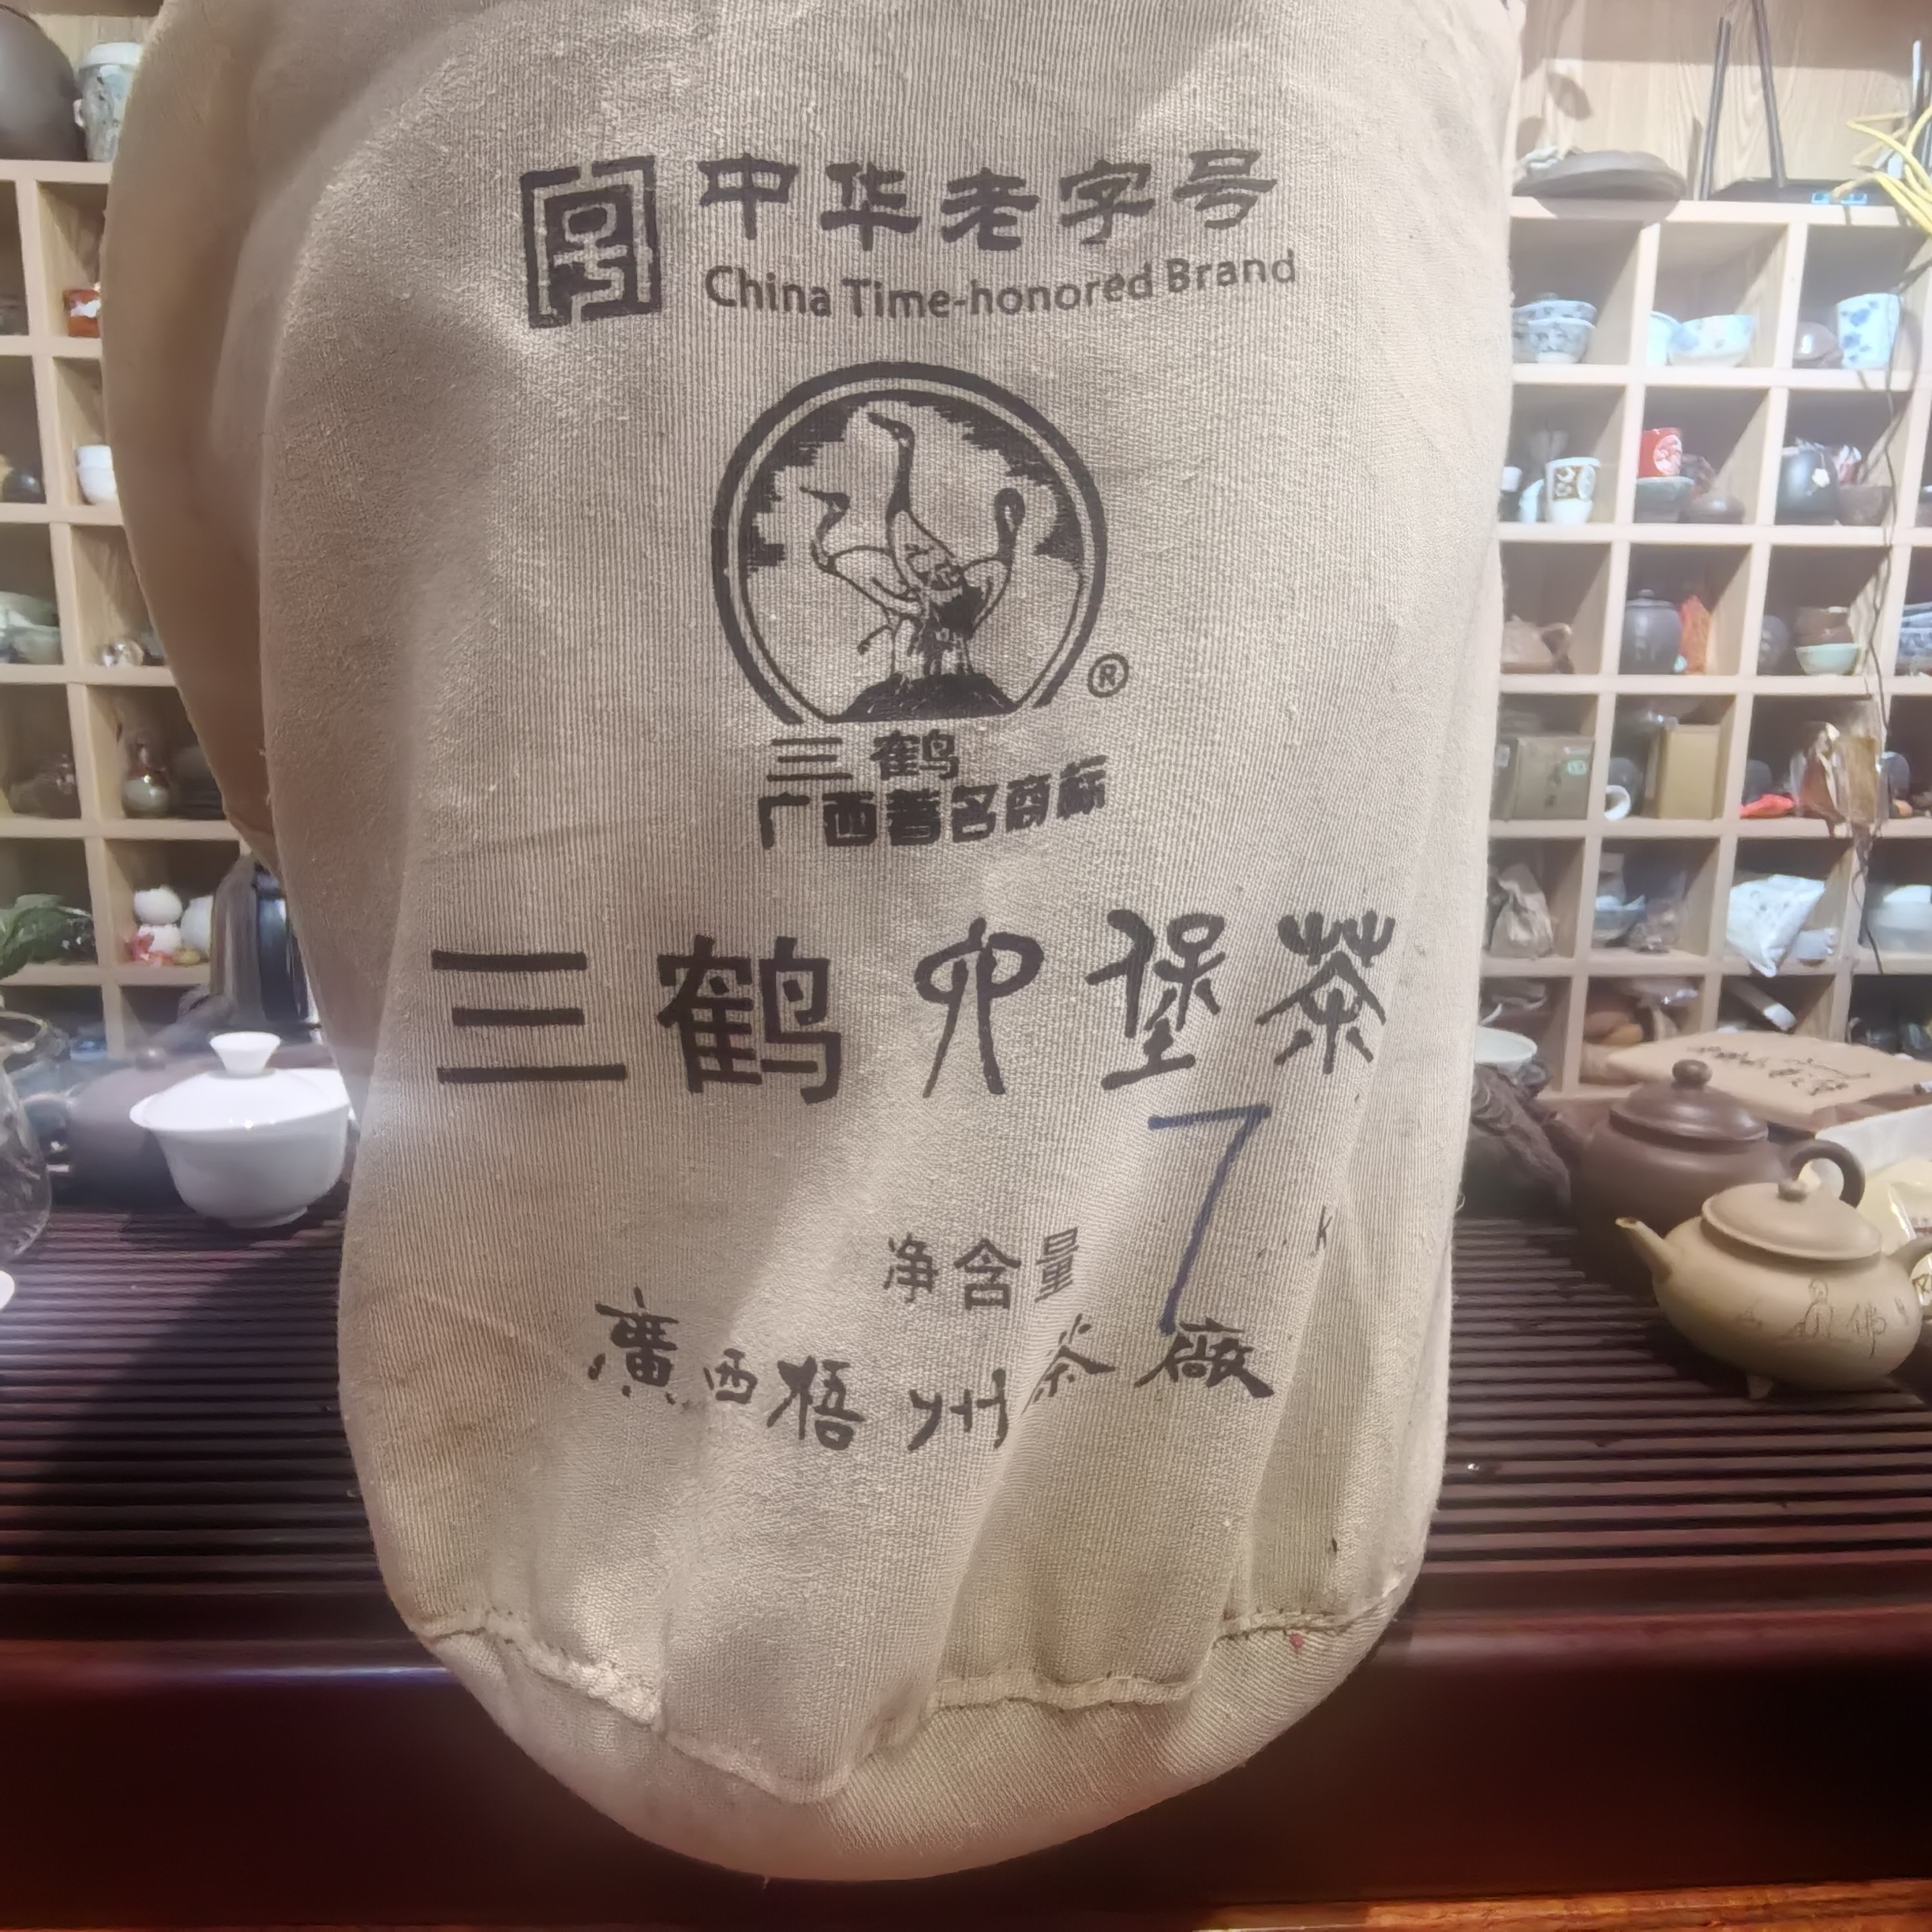 中华老字号
China Time-honored Brand
®
三鹤
广西著名商标
三鹤六堡茶
7
净含量
廣西梧州茶廠
佛